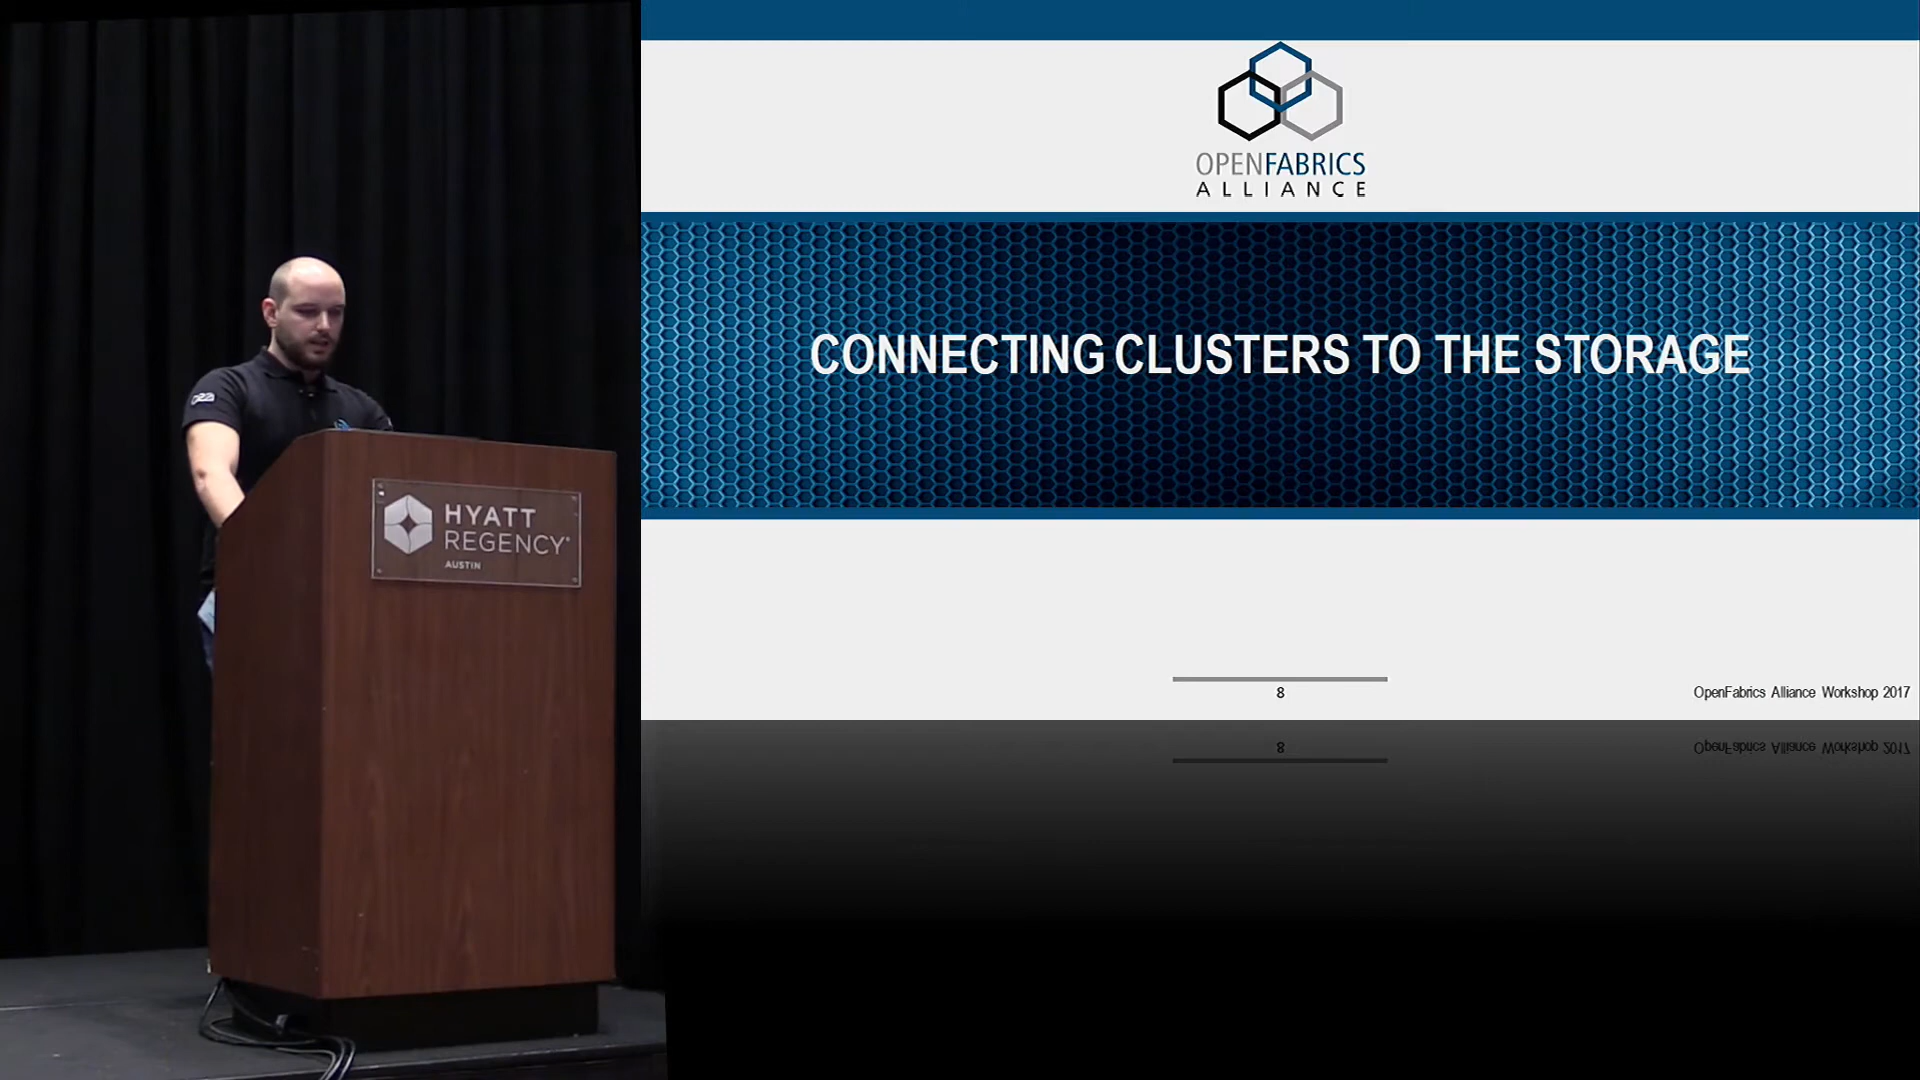 HYATT
REGENCY®
AUSTIN
OPENFABRICS
ALLIANCE
CONNECTING CLUSTERS TO THE STORAGE
8
OpenFabrics Alliance Workshop 2017